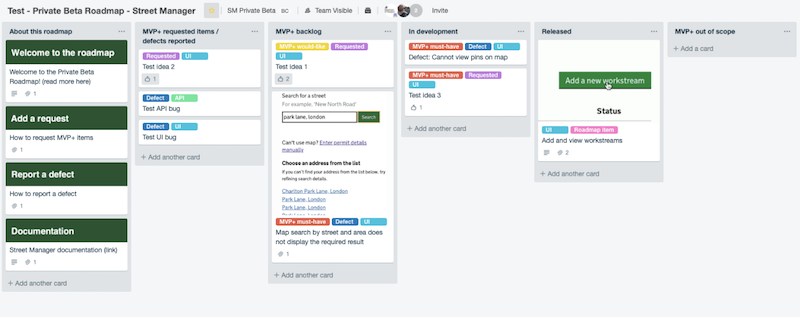 Test - Private Beta Roadmap - Street Manager
SM Private Beta
SC
Team Visible
Invite
About this roadmap
Welcome to the roadmap
Welcome to the Private Beta
Roadmap! (read more here)
1
Add a request
How to request MVP+ items
1
Report a defect
How to report a defect
1
Documentation
Street Manager documentation (link)
1
+ Add another card
MVP+ requested items /
defects reported
Requested UI
Test idea 2
1
Defect API
Test API bug
Defect UI
Test UI bug
+ Add another card
MVP+ backlog
MVP+ would-like Requested
UI
Test idea 1
2
Search for a street
For example, 'New North Road'
park lane, london Search
Can't use map? Enter permit details
manually
Choose an address from the list
If you can't find your address from the list below, try
refining search details.
Charlton Park Lane, London
Park Lane, London
Park Lane, London
Park Lane, London
MVP+ must-have Defect UI
Map search by street and area does
not display the required result
1
+ Add another card
In development
MVP+ must-have Defect UI
Defect: Cannot view pins on map
MVP+ must-have Requested
UI
Test idea 3
1
+ Add another card
Released
Add a new workstream
Status
UI Roadmap item
Add and view workstreams
2
+ Add another card
MVP+ out of scope
+ Add a card